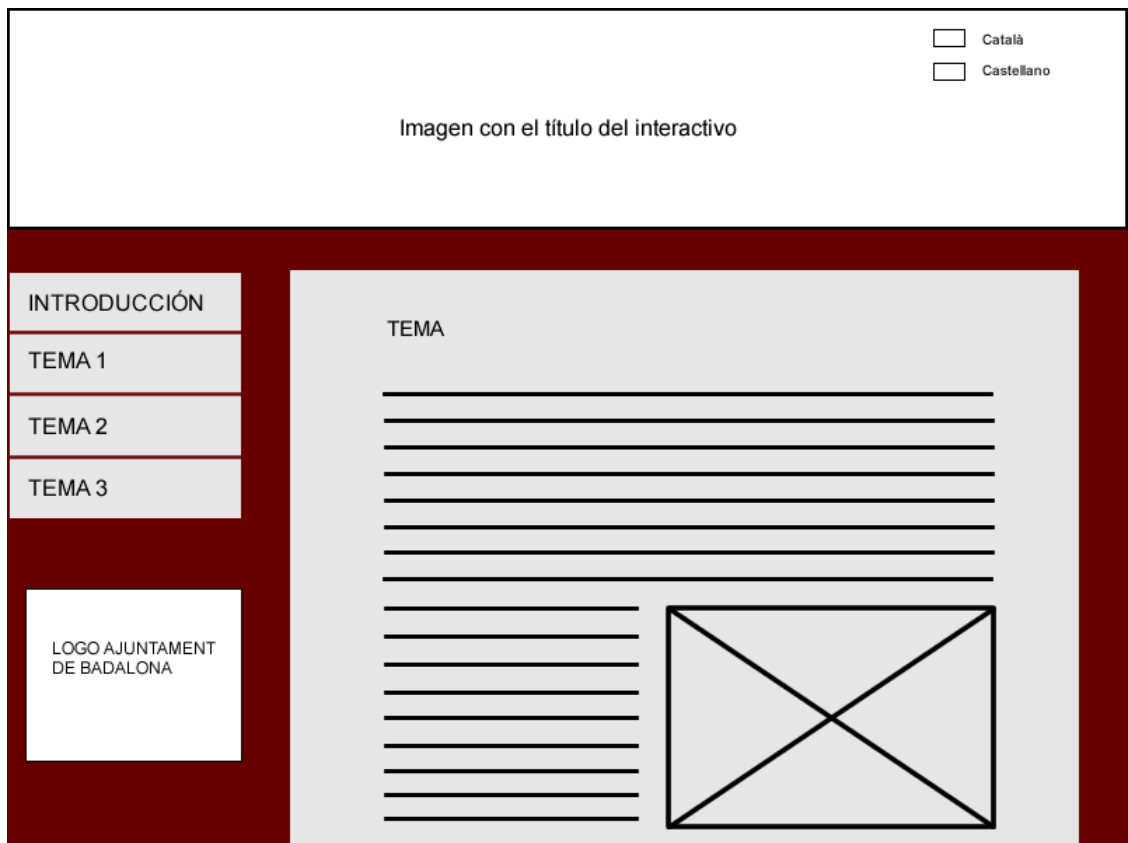 Català
Castellano
Imagen con el título del interactivo
INTRODUCCIÓN
TEMA 1
TEMA 2
TEMA 3
LOGO AJUNTAMENT
DE BADALONA
TEMA